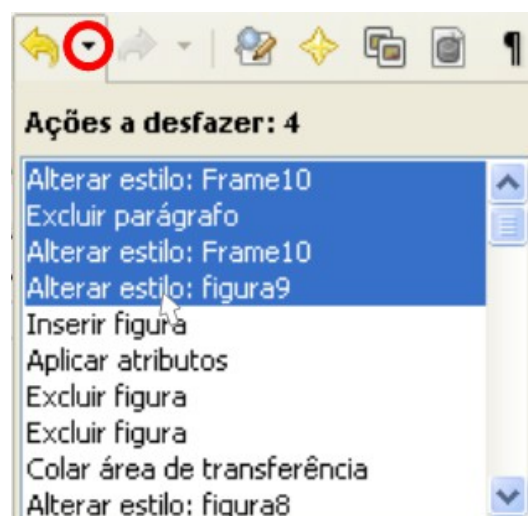 Ações a desfazer: 4
Alterar estilo: Frame10
Excluir parágrafo
Alterar estilo: Frame10
Alterar estilo: figura9
Inserir figura
Aplicar atributos
Excluir figura
Excluir figura
Colar área de transferência
Alterar estilo: figura8